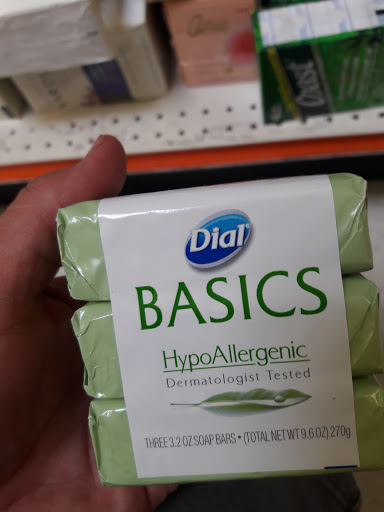 Coast
Dial
BASICS
HypoAllergenic
Dermatologist Tested
THREE 3.2 OZ SOAP BARS • (TOTAL NET WT 9.6 OZ) 270g